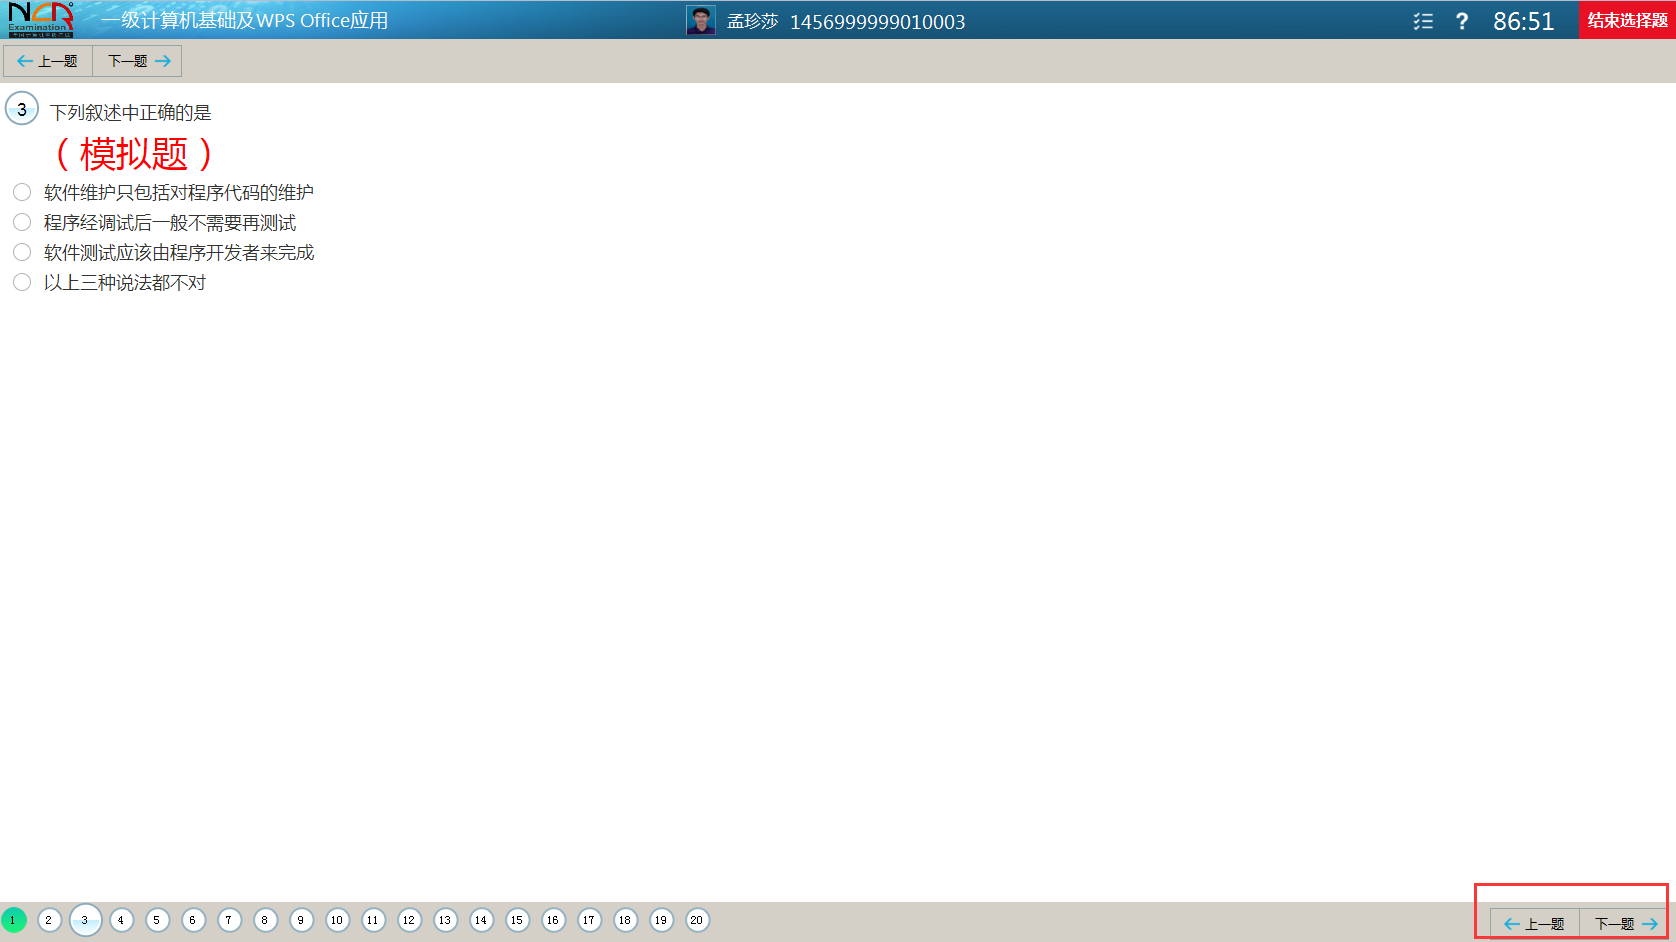 NCR
Examination
一级计算机基础及WPS Office应用
孟珍莎 1456999999010003
? 86:51 结束选择题
← 上一题 下一题 →
3 下列叙述中正确的是
（模拟题）
软件维护只包括对程序代码的维护
程序经调试后一般不需要再测试
软件测试应该由程序开发者来完成
以上三种说法都不对
1 2 3 4 5 6 7 8 9 10 11 12 13 14 15 16 17 18 19 20
← 上一题 下一题 →